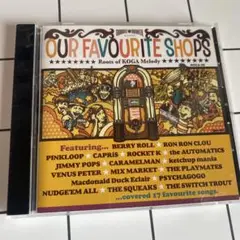 OUR FAVOURITE SHOPS
Roots of KOGA Melody
Featuring... BERRY ROLL ★ RON RON CLOU
PINKLOOP ★ CAPRIS ★ ROCKET K ★ the AUTOMATICS
JIMMY POPS ★ CARAMELMAN ★ ketchup mania
VENUS PETER ★ MIX MARKET ★ THE PLAYMATES
Macdonald Duck Eclair ★ PSYCHAGOGO
NUDGE'EM ALL ★ THE SQUEAKS ★ THE SWITCH TROUT
...covered 17 favourite songs.